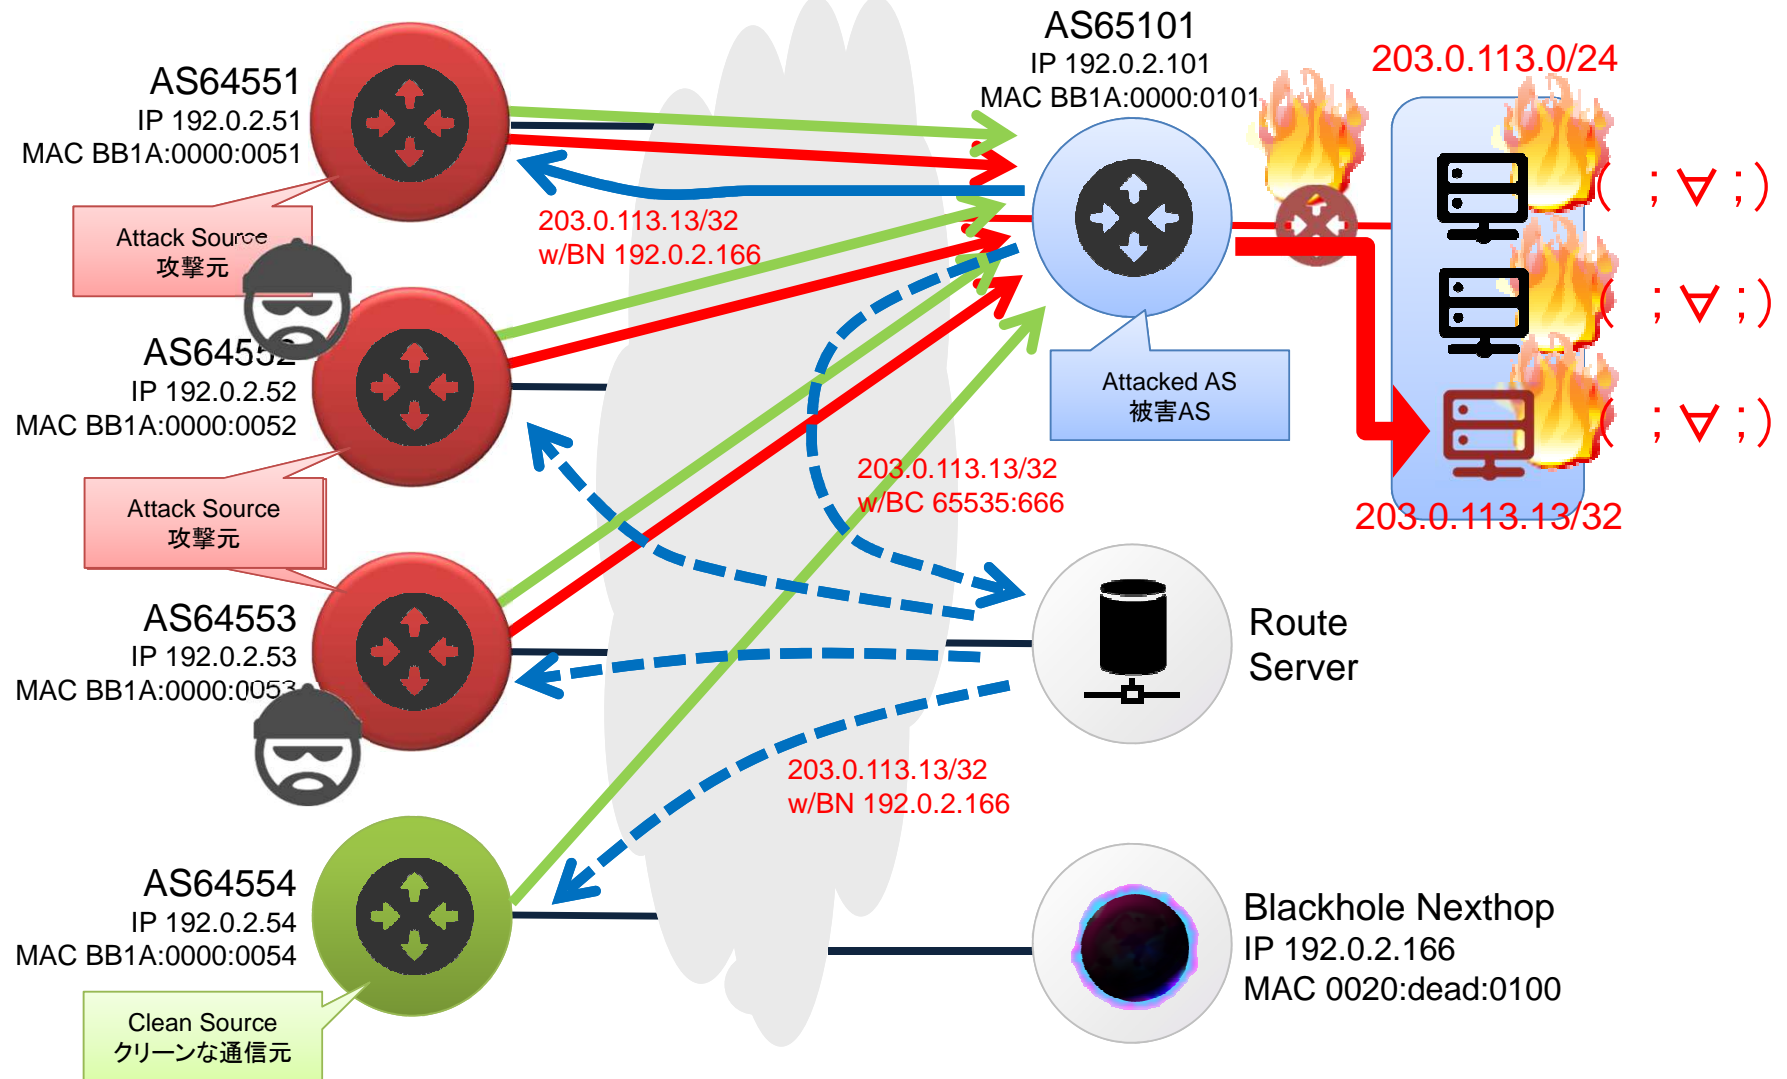 AS65101
IP 192.0.2.101
MAC BB1A:0000:0101
203.0.113.0/24
AS64551
IP 192.0.2.51
MAC BB1A:0000:0051
Attack Source
攻撃元
203.0.113.13/32
w/BN 192.0.2.166
( ;∀;)
( ;∀;)
( ;∀;)
AS64552
IP 192.0.2.52
MAC BB1A:0000:0052
Attacked AS
被害AS
203.0.113.13/32
w/BC 65535:666
203.0.113.13/32
Attack Source
攻撃元
AS64553
IP 192.0.2.53
MAC BB1A:0000:0053
Route
Server
203.0.113.13/32
w/BN 192.0.2.166
AS64554
IP 192.0.2.54
MAC BB1A:0000:0054
Blackhole Nexthop
IP 192.0.2.166
MAC 0020:dead:0100
Clean Source
クリーンな通信元